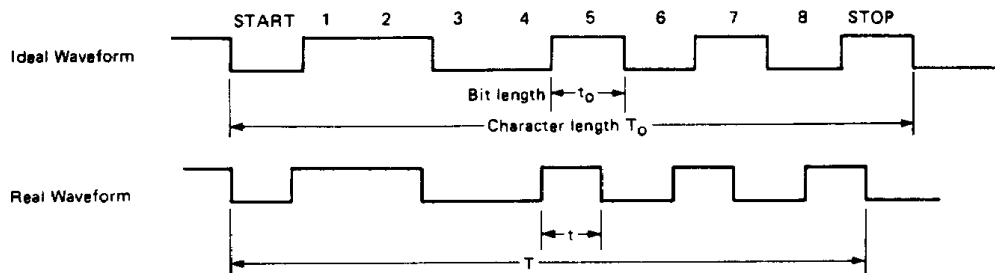 START 1 2 3 4 5 6 7 8 STOP
Ideal Waveform
Bit length t₀
Character length T₀
Real Waveform
t
T